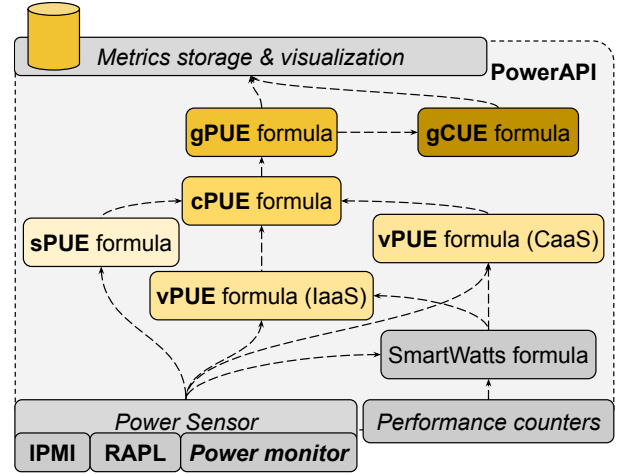 Metrics storage & visualization
PowerAPI
gPUE formula
gCUE formula
cPUE formula
sPUE formula
vPUE formula (CaaS)
vPUE formula (IaaS)
SmartWatts formula
Power Sensor
Performance counters
IPMI
RAPL
Power monitor